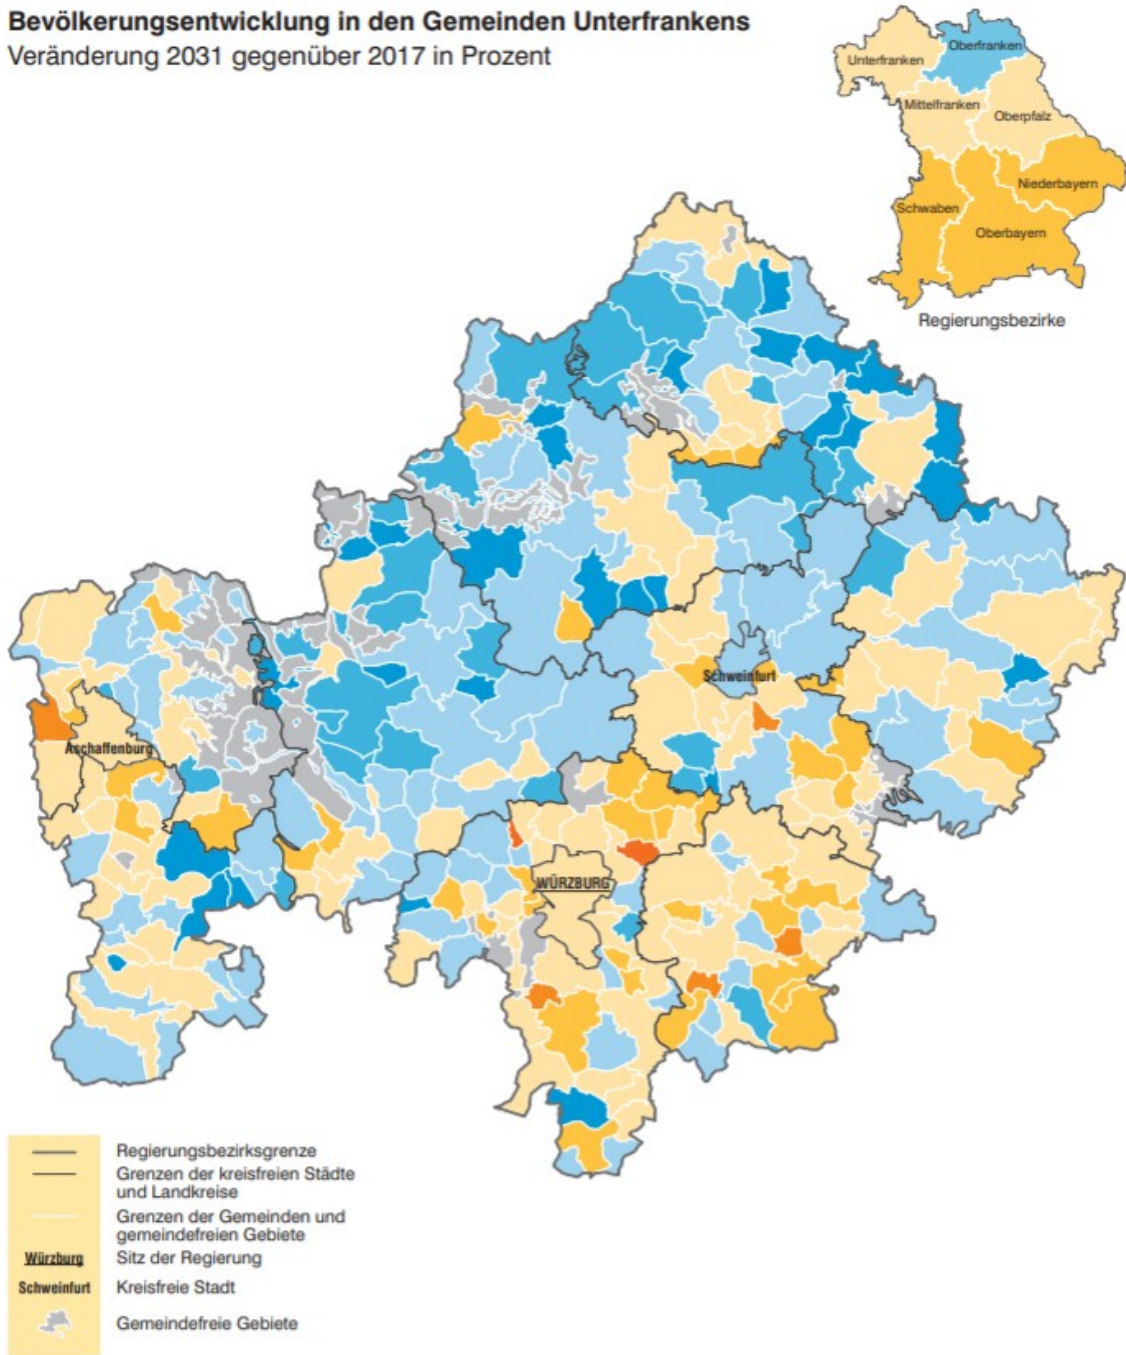 Bevölkerungsentwicklung in den Gemeinden Unterfrankens
Veränderung 2031 gegenüber 2017 in Prozent
Oberfranken
Unterfranken
Mittelfranken
Oberpfalz
Niederbayern
Schwaben
Oberbayern
Regierungsbezirke
Schweinfurt
Aschaffenburg
WÜRZBURG
Regierungsbezirksgrenze
Grenzen der kreisfreien Städte
und Landkreise
Grenzen der Gemeinden und
gemeindefreien Gebiete
Würzburg Sitz der Regierung
Schweinfurt Kreisfreie Stadt
Gemeindefreie Gebiete